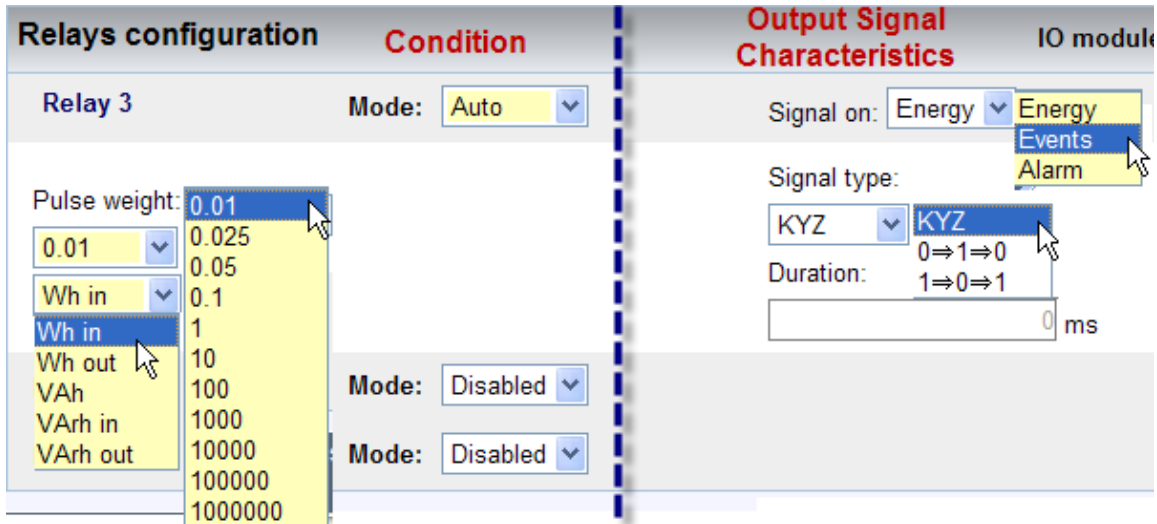 Relays configuration
Condition
Output Signal
Characteristics
IO module
Relay 3
Mode: Auto
Signal on: Energy
Energy
Events
Alarm
Pulse weight:
0.01
Wh in
Wh in
Wh out
VAh
VArh in
VArh out
0.01
0.025
0.05
0.1
1
10
100
1000
10000
100000
1000000
Signal type:
KYZ
KYZ
0⇒1⇒0
1⇒0⇒1
Duration:
0 ms
Mode: Disabled
Mode: Disabled